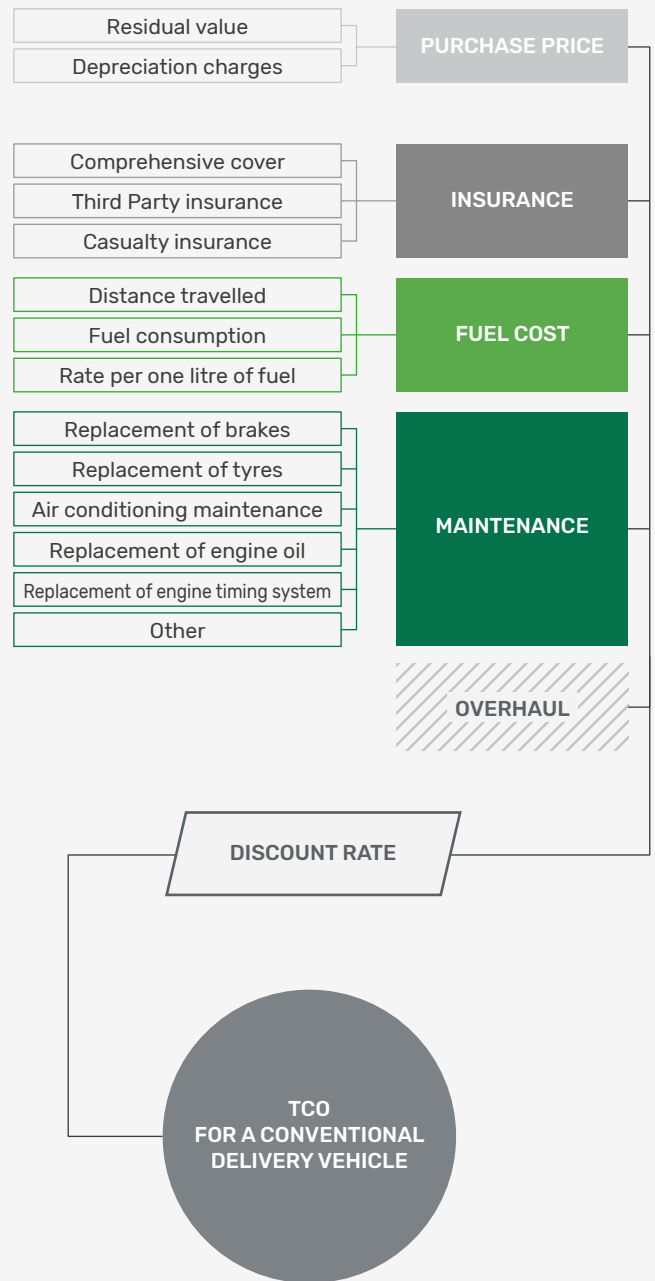 Residual value
Depreciation charges
PURCHASE PRICE
Comprehensive cover
Third Party insurance
Casualty insurance
INSURANCE
Distance travelled
Fuel consumption
Rate per one litre of fuel
FUEL COST
Replacement of brakes
Replacement of tyres
Air conditioning maintenance
Replacement of engine oil
Replacement of engine timing system
Other
MAINTENANCE
OVERHAUL
DISCOUNT RATE
TCO
FOR A CONVENTIONAL
DELIVERY VEHICLE